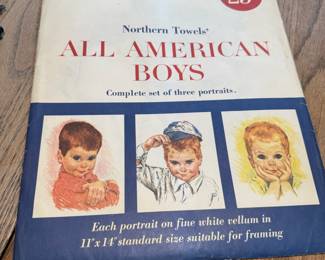 Northern Towels'
ALL AMERICAN
BOYS
Complete set of three portraits.
Each portrait on fine white vellum in
11"x 14" standard size suitable for framing